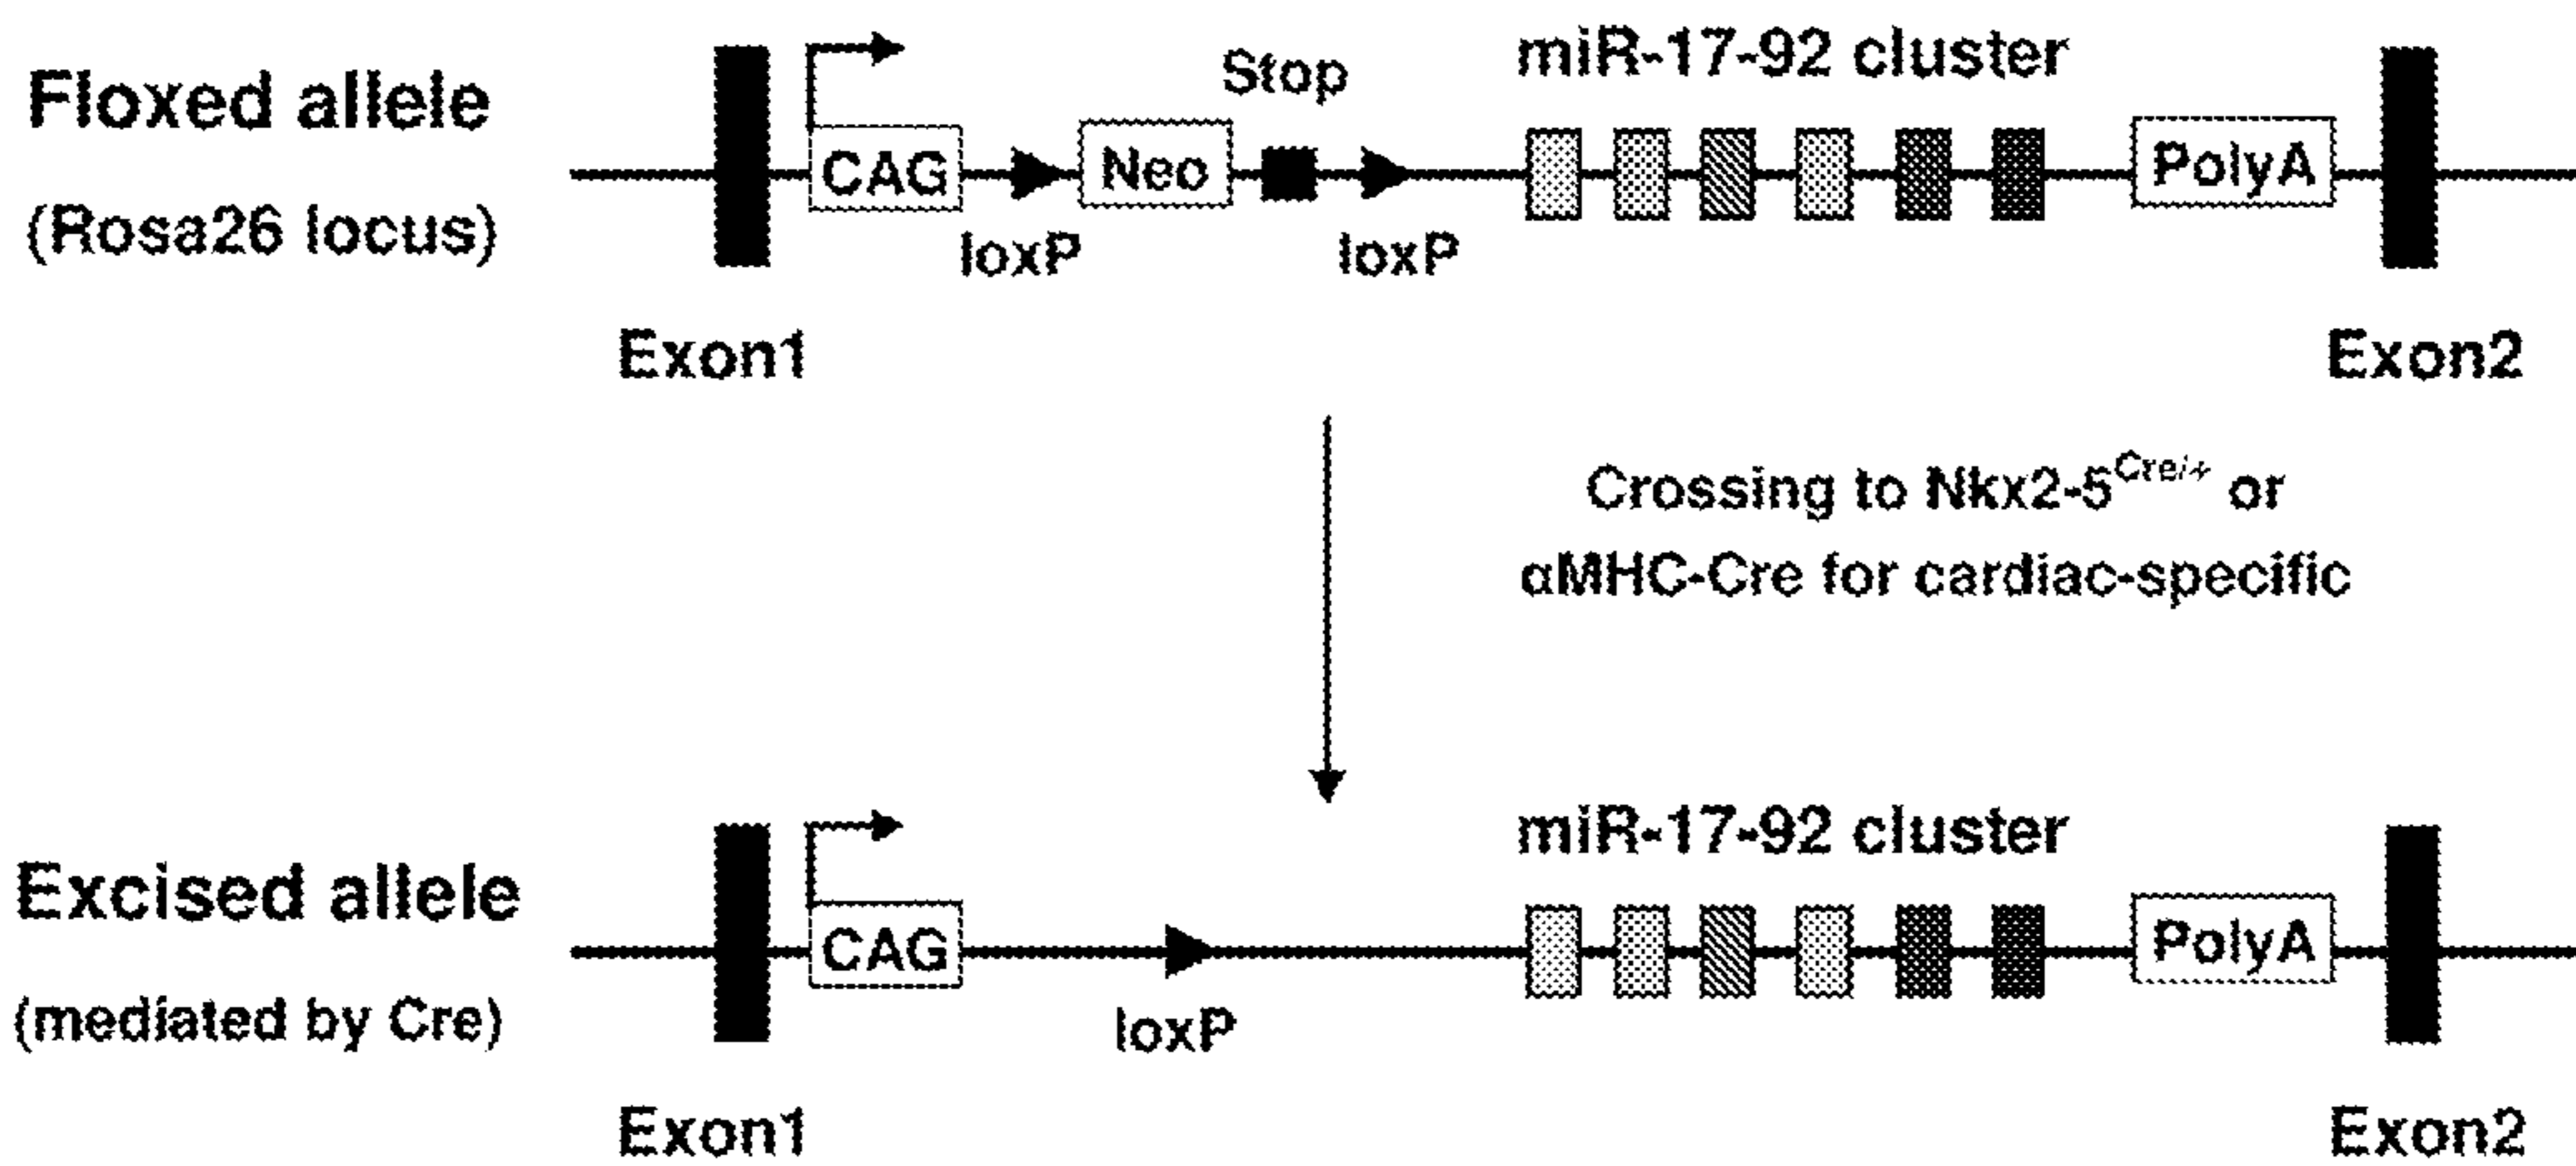 Floxed allele
(Rosa26 locus)
Stop
miR-17-92 cluster
CAG
Neo
PolyA
loxP
loxP
Exon1
Exon2
Crossing to Nkx2-5^Cre/+ or
αMHC-Cre for cardiac-specific
Excised allele
(mediated by Cre)
miR-17-92 cluster
CAG
PolyA
loxP
Exon1
Exon2